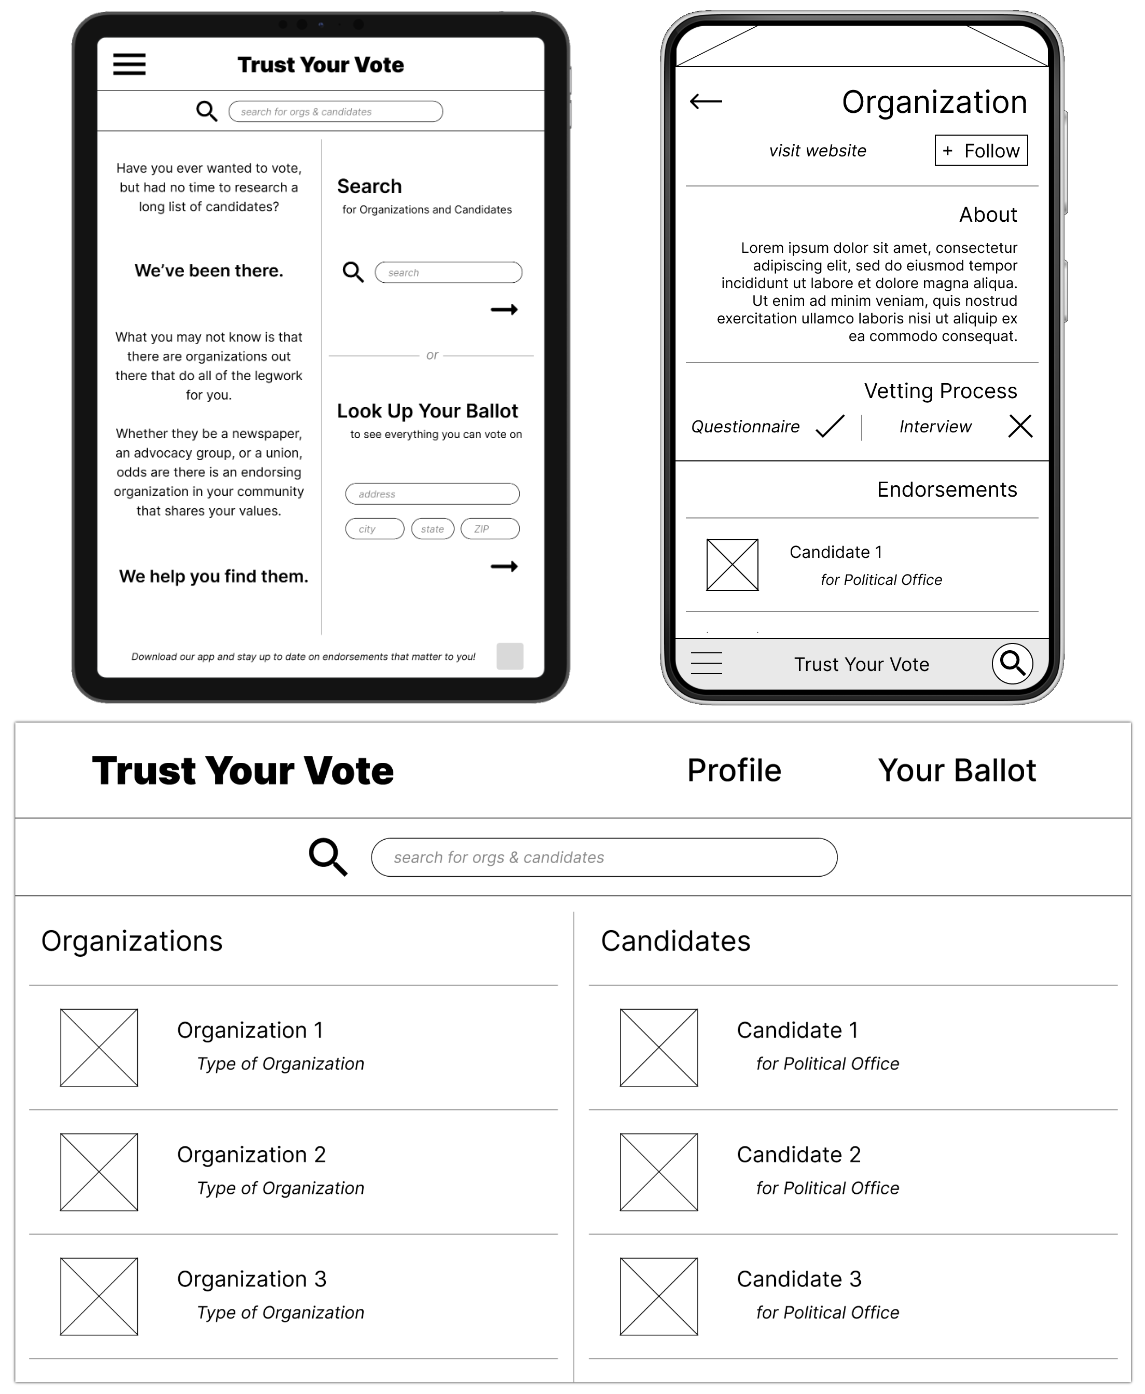 Trust Your Vote
search for orgs & candidates
Have you ever wanted to vote,
but had no time to research a
long list of candidates?
We've been there.
What you may not know is that
there are organizations out
there that do all of the legwork
for you.
Whether they be a newspaper,
an advocacy group, or a union,
odds are there is an endorsing
organization in your community
that shares your values.
We help you find them.
Search
for Organizations and Candidates
search
or
Look Up Your Ballot
to see everything you can vote on
address
city state ZIP
Download our app and stay up to date on endorsements that matter to you!
Organization
visit website + Follow
About
Lorem ipsum dolor sit amet, consectetur
adipiscing elit, sed do eiusmod tempor
incididunt ut labore et dolore magna aliqua.
Ut enim ad minim veniam, quis nostrud
exercitation ullamco laboris nisi ut aliquip ex
ea commodo consequat.
Vetting Process
Questionnaire Interview
Endorsements
Candidate 1
for Political Office
Trust Your Vote
Trust Your Vote Profile Your Ballot
search for orgs & candidates
Organizations
Organization 1
Type of Organization
Organization 2
Type of Organization
Organization 3
Type of Organization
Candidates
Candidate 1
for Political Office
Candidate 2
for Political Office
Candidate 3
for Political Office